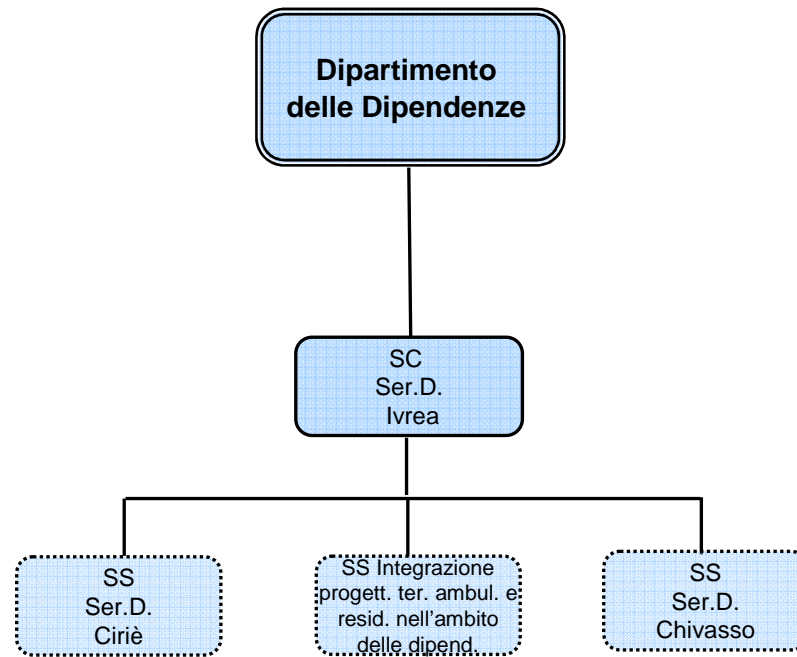 Dipartimento
delle Dipendenze
SC
Ser.D.
Ivrea
SS
Ser.D.
Ciriè
SS Integrazione
progett. ter. ambul. e
resid. nell'ambito
delle dipend.
SS
Ser.D.
Chivasso